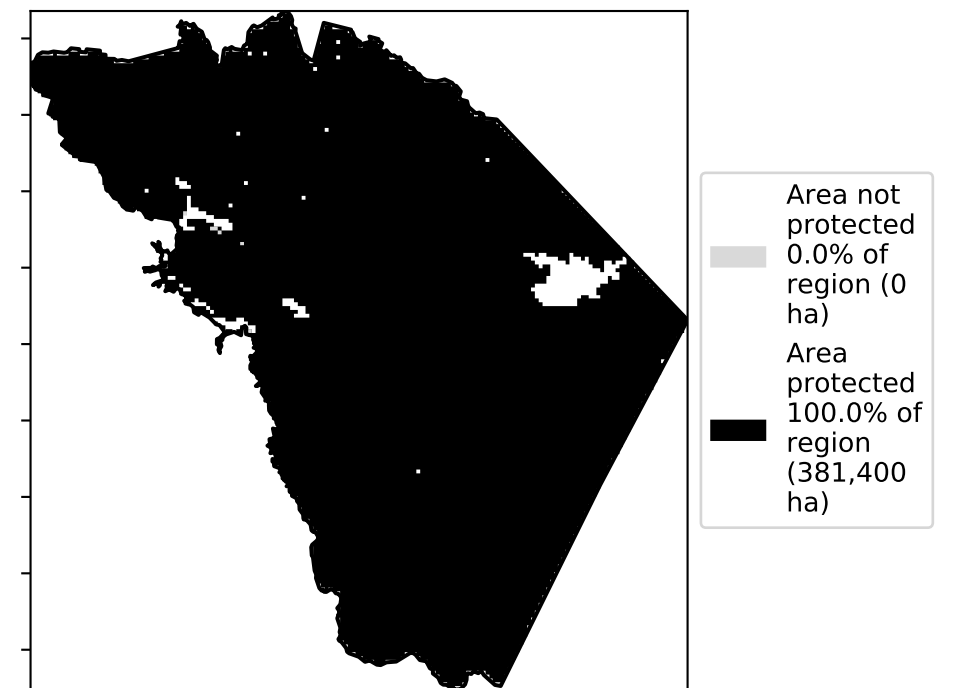 Area not
protected
0.0% of
region (0
ha)
Area
protected
100.0% of
region
(381,400
ha)